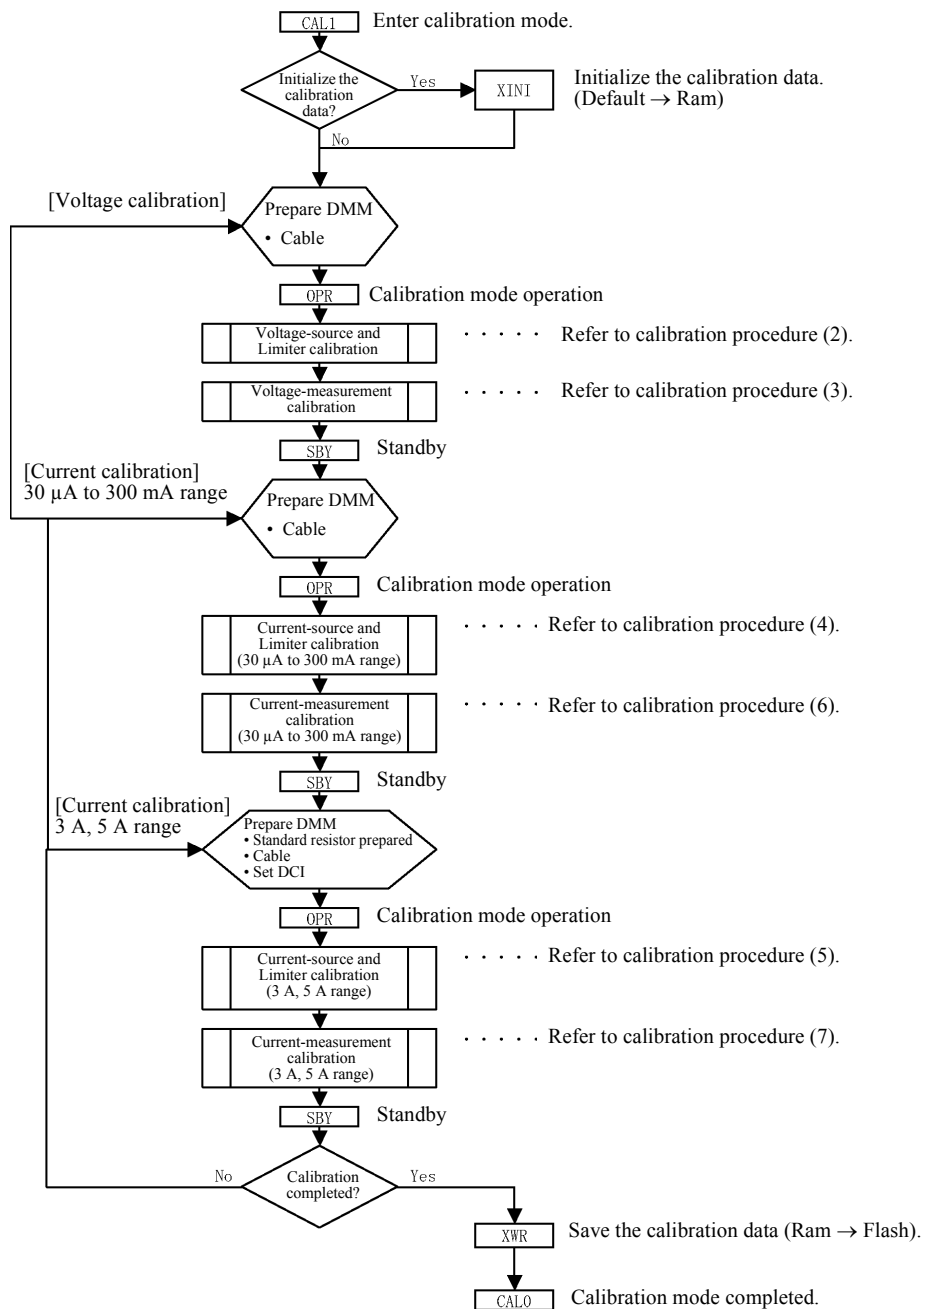 CAL1 Enter calibration mode.
Initialize the
calibration
data?
Yes
XINI
Initialize the calibration data.
(Default → Ram)
No
[Voltage calibration]
Prepare DMM
• Cable
OPR Calibration mode operation
Voltage-source and
Limiter calibration
· · · · · Refer to calibration procedure (2).
Voltage-measurement
calibration
· · · · · Refer to calibration procedure (3).
SBY Standby
[Current calibration]
30 µA to 300 mA range
Prepare DMM
• Cable
OPR Calibration mode operation
Current-source and
Limiter calibration
(30 µA to 300 mA range)
· · · · · Refer to calibration procedure (4).
Current-measurement
calibration
(30 µA to 300 mA range)
· · · · · Refer to calibration procedure (6).
SBY Standby
[Current calibration]
3 A, 5 A range
Prepare DMM
• Standard resistor prepared
• Cable
• Set DCI
OPR Calibration mode operation
Current-source and
Limiter calibration
(3 A, 5 A range)
· · · · · Refer to calibration procedure (5).
Current-measurement
calibration
(3 A, 5 A range)
· · · · · Refer to calibration procedure (7).
SBY Standby
No
Calibration
completed?
Yes
XWR Save the calibration data (Ram → Flash).
CAL0 Calibration mode completed.